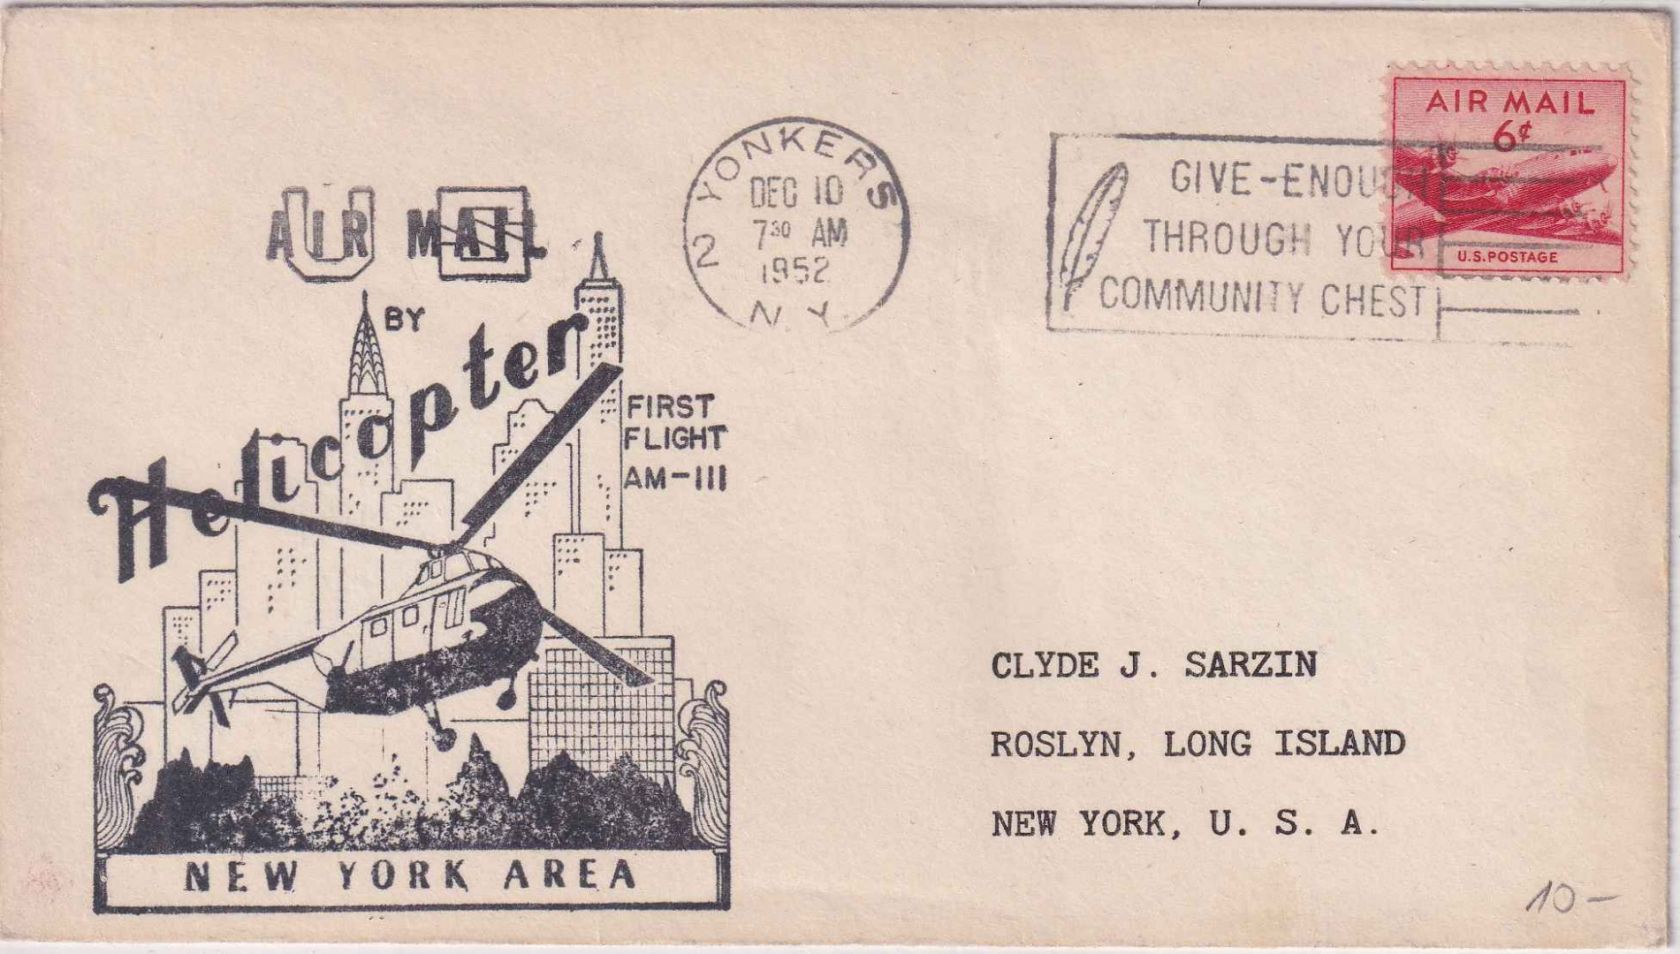 AIR MAIL
BY
Helicopter
FIRST
FLIGHT
AM-111
NEW YORK AREA
YONKERS 2
DEC 10
7 30 AM
1952
N. Y.
GIVE-ENOUGH
THROUGH YOUR
COMMUNITY CHEST
AIR MAIL
6¢
U.S. POSTAGE
CLYDE J. SARZIN
ROSLYN, LONG ISLAND
NEW YORK, U. S. A.
10-